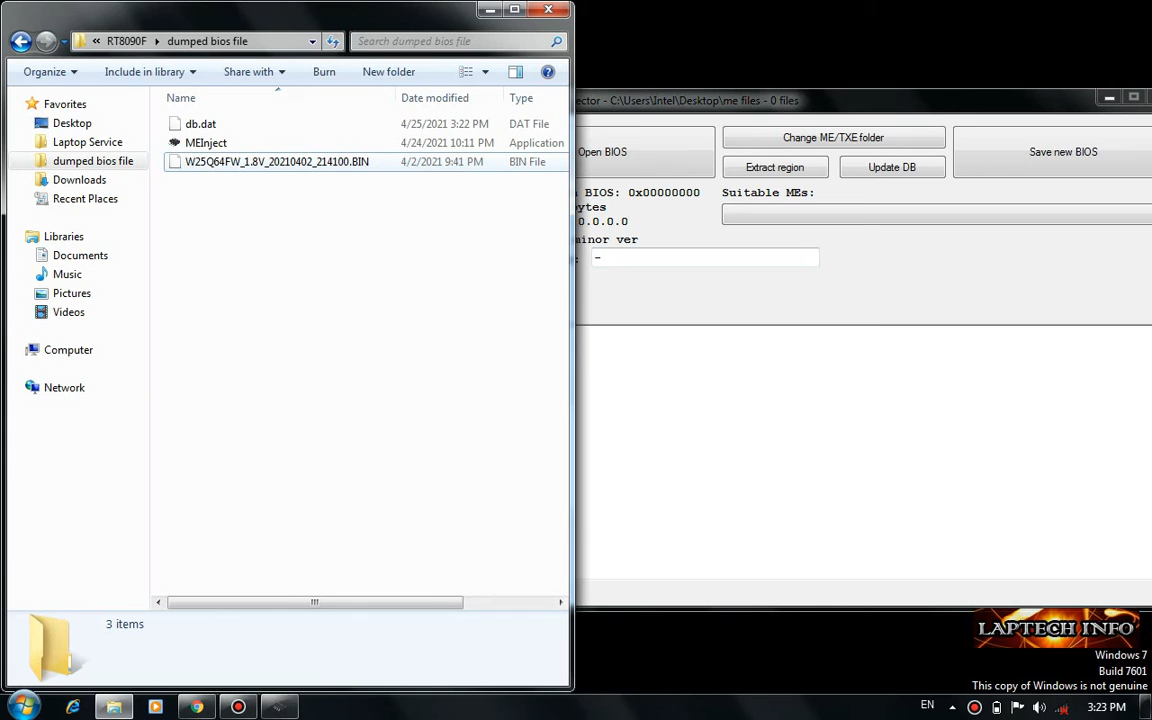 « RT8090F ▸ dumped bios file
Search dumped bios file
Organize
Include in library
Share with
Burn
New folder
Favorites
Desktop
Laptop Service
dumped bios file
Downloads
Recent Places
Libraries
Documents
Music
Pictures
Videos
Computer
Network
Name
Date modified
Type
db.dat
4/25/2021 3:22 PM
DAT File
MEInject
4/24/2021 10:11 PM
Application
W25Q64FW_1.8V_20210402_214100.BIN
4/2/2021 9:41 PM
BIN File
3 items
ector - C:\Users\Intel\Desktop\me files - 0 files
Open BIOS
Change ME/TXE folder
Extract region
Update DB
Save new BIOS
BIOS: 0x00000000
Suitable MEs:
ytes
0.0.0.0
minor ver
: –
LAPTECH INFO
Windows 7
Build 7601
This copy of Windows is not genuine
EN
3:23 PM